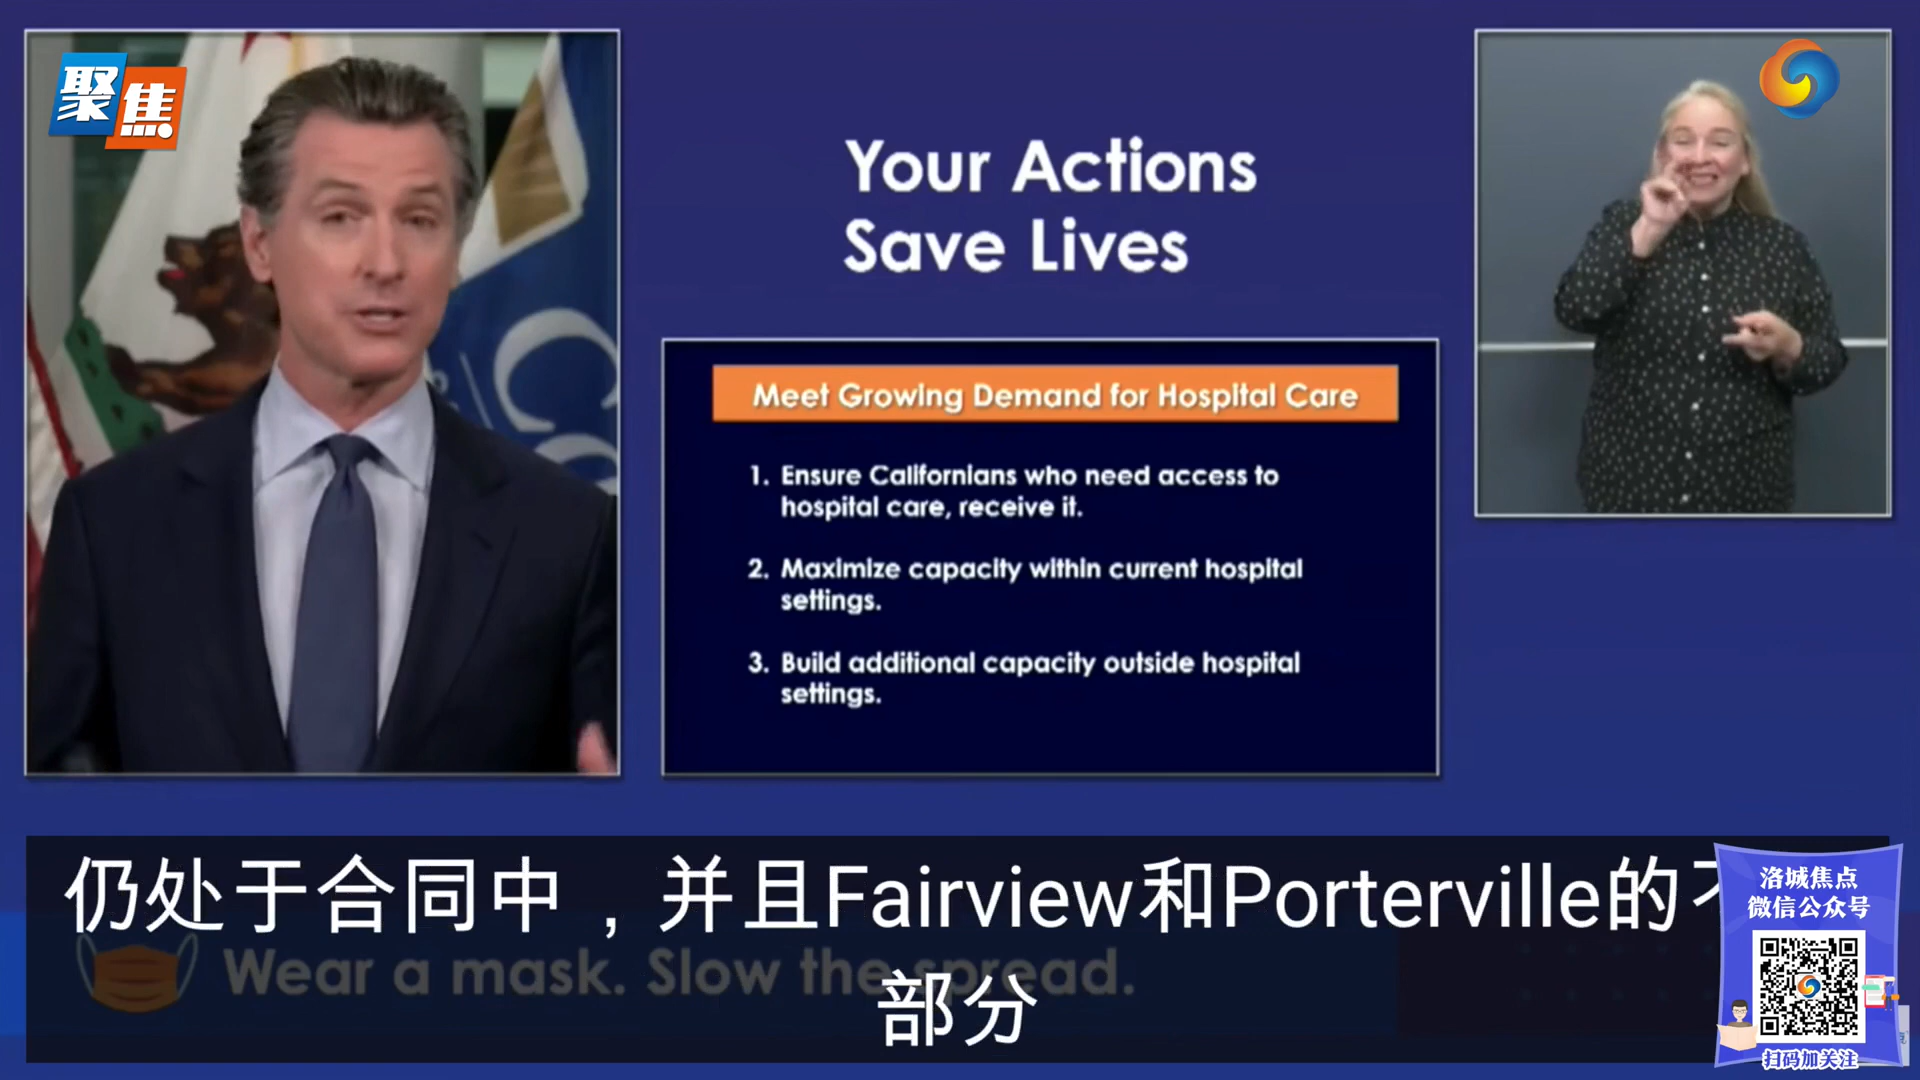 聚焦
Your Actions
Save Lives
Meet Growing Demand for Hospital Care
1. Ensure Californians who need access to
hospital care, receive it.
2. Maximize capacity within current hospital
settings.
3. Build additional capacity outside hospital
settings.
仍处于合同中，并且Fairview和Porterville的
部分
Wear a mask. Slow the spread.
洛城焦点
微信公众号
扫码加关注